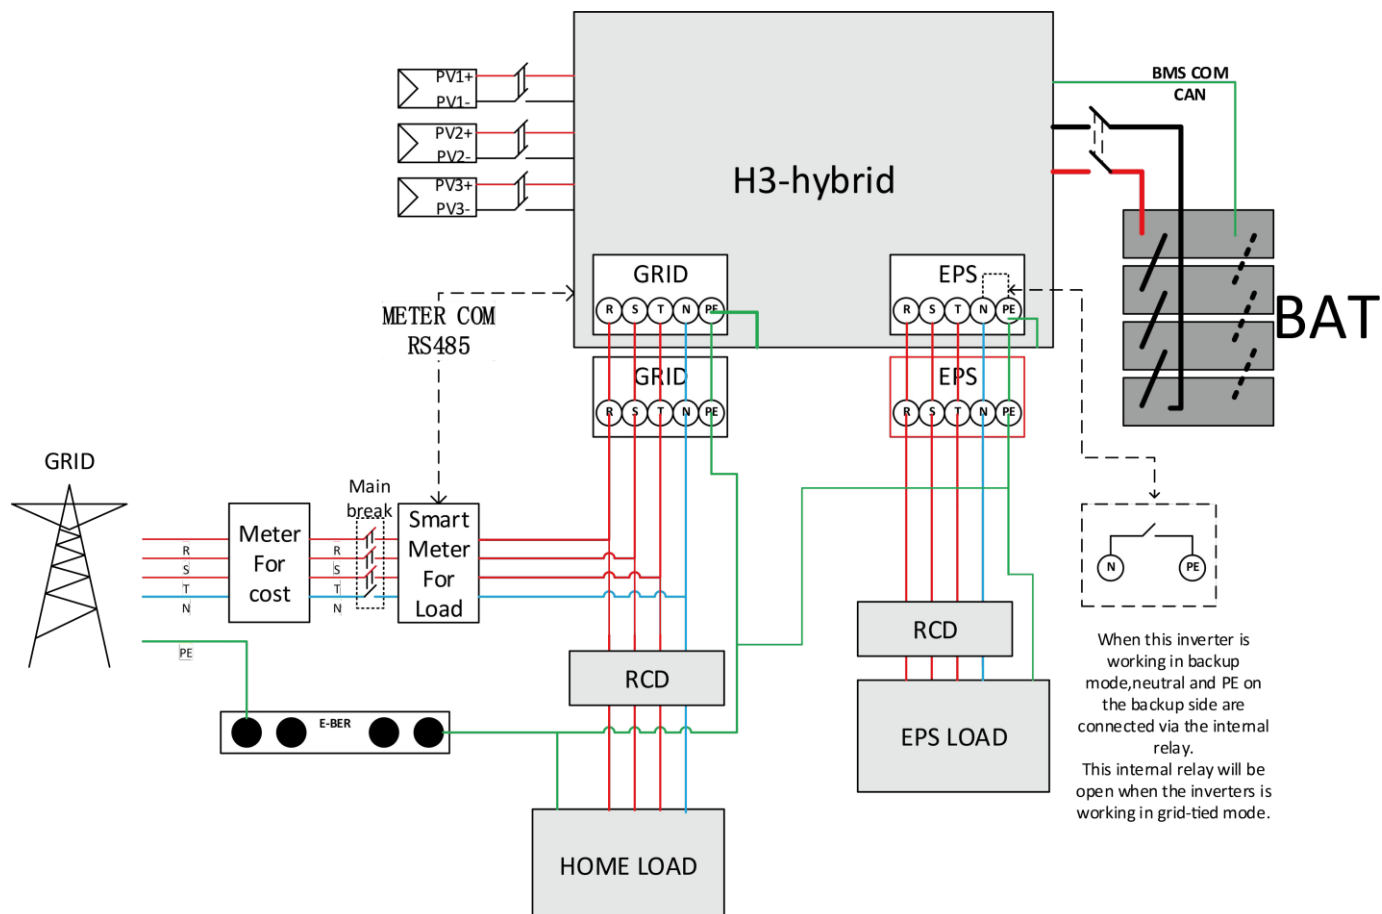 PV1+
PV1-
PV2+
PV2-
PV3+
PV3-
H3-hybrid
BMS COM
CAN
BAT
GRID
R S T N PE
EPS
R S T N PE
METER COM
RS485
GRID
R S T N PE
EPS
R S T N PE
GRID
R
S
T
N
PE
Meter
For
cost
Main
break
R
S
T
N
Smart
Meter
For
Load
E-BER
RCD
HOME LOAD
RCD
EPS LOAD
N PE
When this inverter is
working in backup
mode,neutral and PE on
the backup side are
connected via the internal
relay.
This internal relay will be
open when the inverters is
working in grid-tied mode.